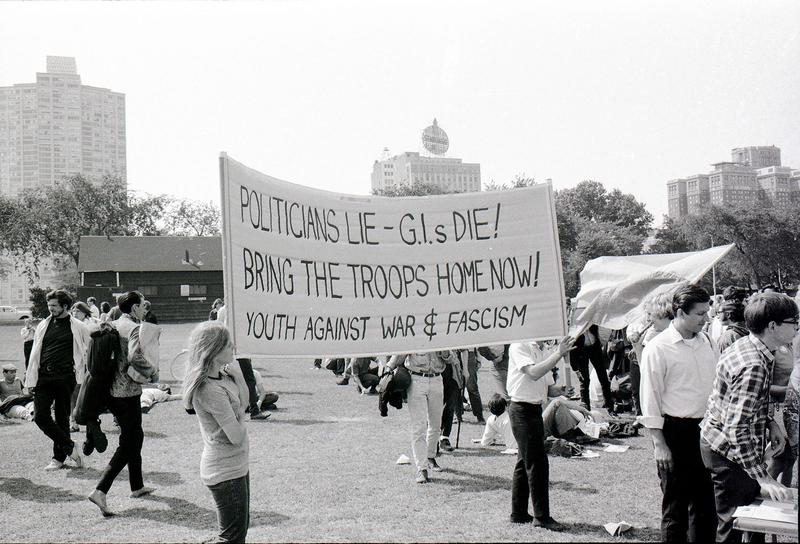 POLITICIANS LIE - G.I.s DIE!
BRING THE TROOPS HOME NOW!
YOUTH AGAINST WAR & FASCISM